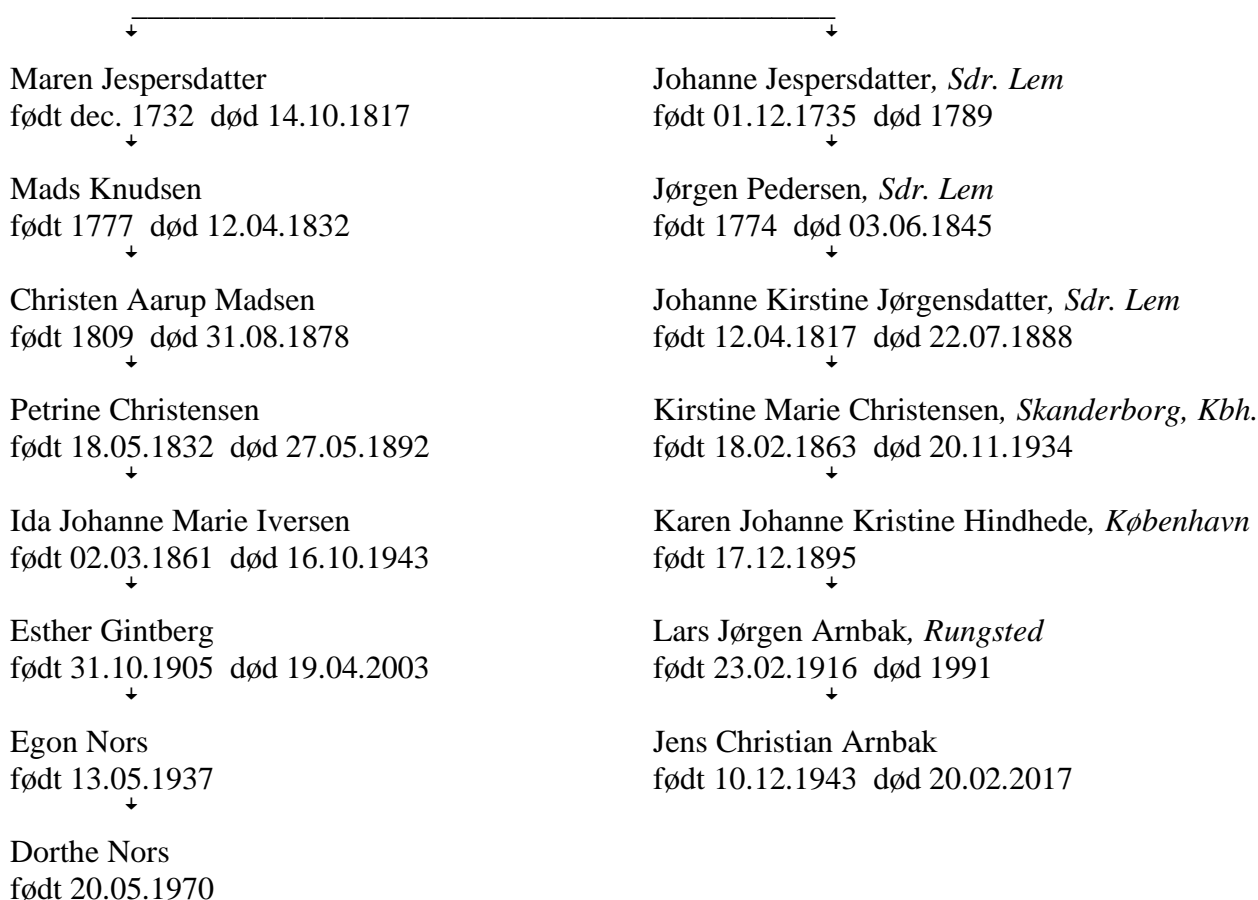 Maren Jespersdatter
født dec. 1732 død 14.10.1817
Mads Knudsen
født 1777 død 12.04.1832
Christen Aarup Madsen
født 1809 død 31.08.1878
Petrine Christensen
født 18.05.1832 død 27.05.1892
Ida Johanne Marie Iversen
født 02.03.1861 død 16.10.1943
Esther Gintberg
født 31.10.1905 død 19.04.2003
Egon Nors
født 13.05.1937
Dorthe Nors
født 20.05.1970
Johanne Jespersdatter, Sdr. Lem
født 01.12.1735 død 1789
Jørgen Pedersen, Sdr. Lem
født 1774 død 03.06.1845
Johanne Kirstine Jørgensdatter, Sdr. Lem
født 12.04.1817 død 22.07.1888
Kirstine Marie Christensen, Skanderborg, Kbh.
født 18.02.1863 død 20.11.1934
Karen Johanne Kristine Hindhede, København
født 17.12.1895
Lars Jørgen Arnbak, Rungsted
født 23.02.1916 død 1991
Jens Christian Arnbak
født 10.12.1943 død 20.02.2017